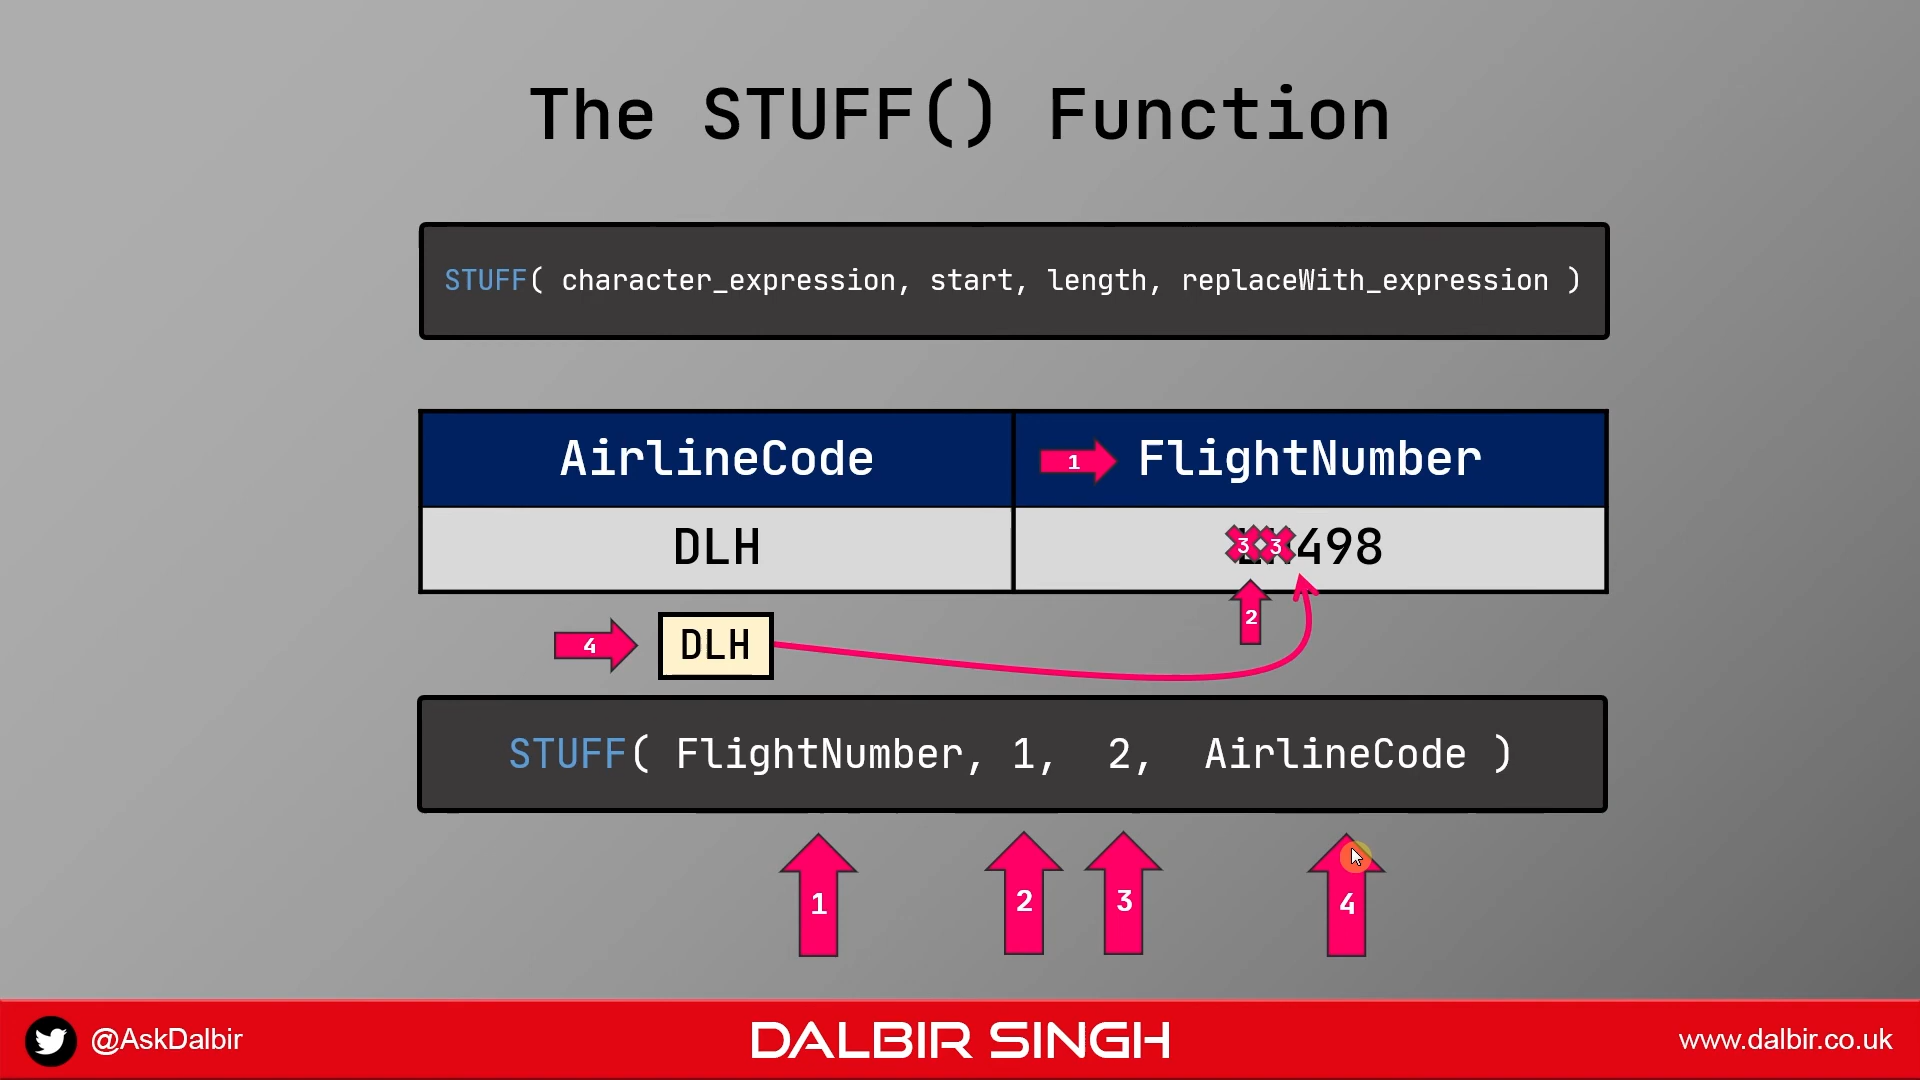 The STUFF() Function
STUFF( character_expression, start, length, replaceWith_expression )
AirlineCode
1 FlightNumber
DLH
3 3 498
2
4 DLH
STUFF( FlightNumber, 1, 2, AirlineCode )
1 2 3 4
@AskDalbir
DALBIR SINGH
www.dalbir.co.uk